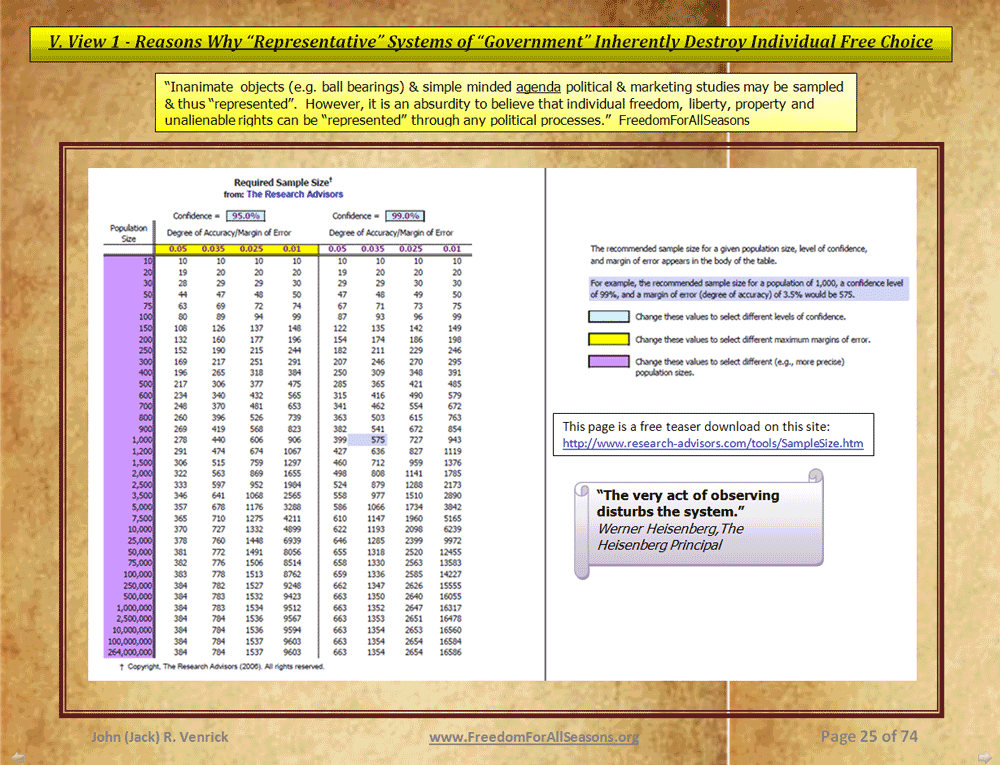 V. View 1 - Reasons Why “Representative” Systems of “Government” Inherently Destroy Individual Free Choice
“Inanimate objects (e.g. ball bearings) & simple minded agenda political & marketing studies may be sampled
& thus “represented”. However, it is an absurdity to believe that individual freedom, liberty, property and
unalienable rights can be “represented” through any political processes.” FreedomForAllSeasons
Required Sample Size†
from: The Research Advisors
Confidence = 95.0% Confidence = 99.0%
Population Size
Degree of Accuracy/Margin of Error Degree of Accuracy/Margin of Error
0.05 0.035 0.025 0.01 0.05 0.035 0.025 0.01
10 10 10 10 10 10 10 10 10
20 19 20 20 20 19 20 20 20
30 28 29 29 30 29 29 30 30
50 44 47 48 50 47 48 49 50
75 63 69 72 74 67 71 73 75
100 80 89 94 99 87 93 96 99
150 108 126 137 148 122 135 142 149
200 132 160 177 196 154 174 186 198
250 152 190 215 244 182 211 229 246
300 169 217 251 291 207 246 270 295
400 196 265 318 384 250 309 348 391
500 217 306 377 475 285 365 421 485
600 234 340 432 565 315 416 490 579
700 248 370 481 653 341 462 554 672
800 260 396 526 739 363 503 615 763
900 269 419 568 823 382 541 672 854
1,000 278 440 606 906 399 575 727 943
1,200 291 474 674 1067 427 636 827 1119
1,500 306 515 759 1297 460 712 959 1376
2,000 322 563 869 1655 498 808 1141 1785
2,500 333 597 952 1984 524 879 1288 2173
3,500 346 641 1068 2565 558 977 1510 2890
5,000 357 678 1176 3288 586 1066 1734 3842
7,500 365 710 1275 4211 610 1147 1960 5165
10,000 370 727 1332 4899 622 1193 2098 6239
25,000 378 760 1448 6939 646 1285 2399 9972
50,000 381 772 1491 8056 655 1318 2520 12455
75,000 382 776 1506 8514 658 1330 2563 13583
100,000 383 778 1513 8762 659 1336 2585 14227
250,000 384 782 1527 9248 662 1347 2626 15555
500,000 384 783 1532 9423 663 1350 2640 16055
1,000,000 384 783 1534 9512 663 1352 2647 16317
2,500,000 384 784 1536 9567 663 1353 2651 16478
10,000,000 384 784 1536 9594 663 1354 2653 16560
100,000,000 384 784 1537 9603 663 1354 2654 16584
264,000,000 384 784 1537 9603 663 1354 2654 16586
† Copyright, The Research Advisors (2006). All rights reserved.
The recommended sample size for a given population size, level of confidence,
and margin of error appears in the body of the table.
For example, the recommended sample size for a population of 1,000, a confidence level
of 99%, and a margin of error (degree of accuracy) of 3.5% would be 575.
Change these values to select different levels of confidence.
Change these values to select different maximum margins of error.
Change these values to select different (e.g., more precise)
population sizes.
This page is a free teaser download on this site:
http://www.research-advisors.com/tools/SampleSize.htm
“The very act of observing
disturbs the system.”
Werner Heisenberg,The
Heisenberg Principal
John (Jack) R. Venrick www.FreedomForAllSeasons.org Page 25 of 74